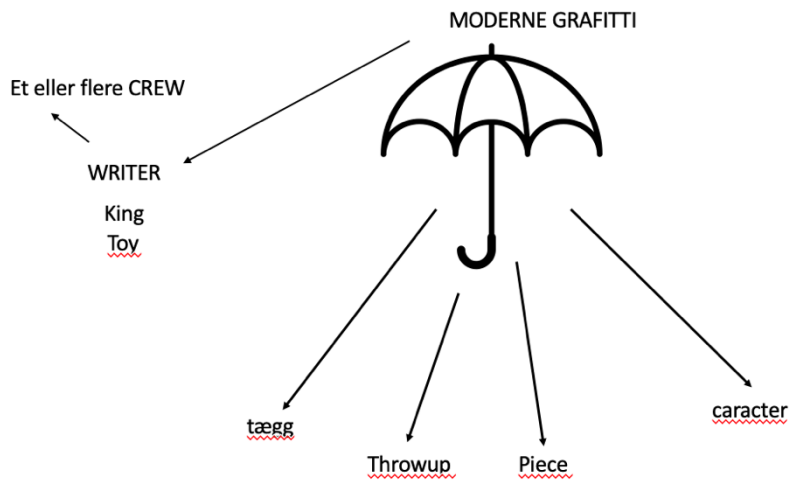 MODERNE GRAFITTI
Et eller flere CREW
WRITER
King
Toy
tægg
Throwup
Piece
caracter